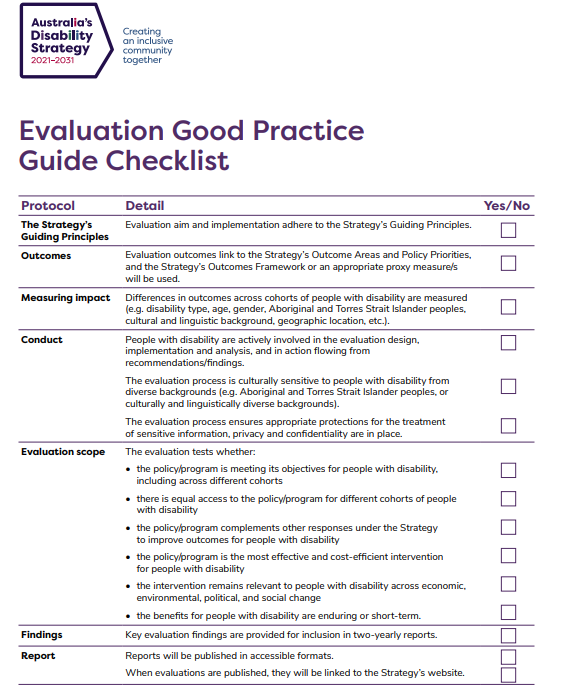 Australia's
Disability
Strategy
2021–2031
Creating
an inclusive
community
together
Evaluation Good Practice
Guide Checklist
Protocol Detail Yes/No
The Strategy's
Guiding Principles
Evaluation aim and implementation adhere to the Strategy's Guiding Principles.
Outcomes
Evaluation outcomes link to the Strategy's Outcome Areas and Policy Priorities,
and the Strategy's Outcomes Framework or an appropriate proxy measure/s
will be used.
Measuring impact
Differences in outcomes across cohorts of people with disability are measured
(e.g. disability type, age, gender, Aboriginal and Torres Strait Islander peoples,
cultural and linguistic background, geographic location, etc.).
Conduct
People with disability are actively involved in the evaluation design,
implementation and analysis, and in action flowing from
recommendations/findings.
The evaluation process is culturally sensitive to people with disability from
diverse backgrounds (e.g. Aboriginal and Torres Strait Islander peoples, or
culturally and linguistically diverse backgrounds).
The evaluation process ensures appropriate protections for the treatment
of sensitive information, privacy and confidentiality are in place.
Evaluation scope
The evaluation tests whether:
• the policy/program is meeting its objectives for people with disability,
including across different cohorts
• there is equal access to the policy/program for different cohorts of people
with disability
• the policy/program complements other responses under the Strategy
to improve outcomes for people with disability
• the policy/program is the most effective and cost-efficient intervention
for people with disability
• the intervention remains relevant to people with disability across economic,
environmental, political, and social change
• the benefits for people with disability are enduring or short-term.
Findings
Key evaluation findings are provided for inclusion in two-yearly reports.
Report
Reports will be published in accessible formats.
When evaluations are published, they will be linked to the Strategy's website.